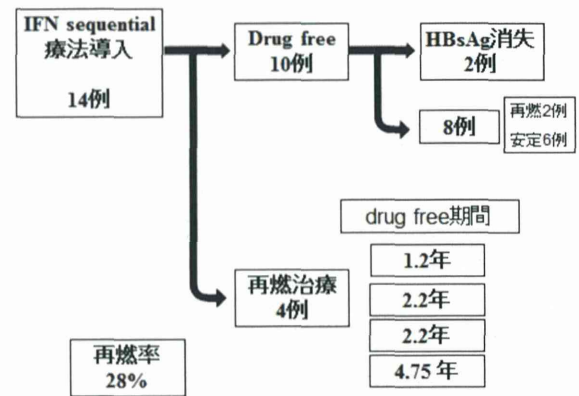 IFN sequential
療法導入
14例
Drug free
10例
HBsAg消失
2例
8例
再燃2例
安定6例
drug free期間
1.2年
2.2年
2.2年
4.75 年
再燃治療
4例
再燃率
28%